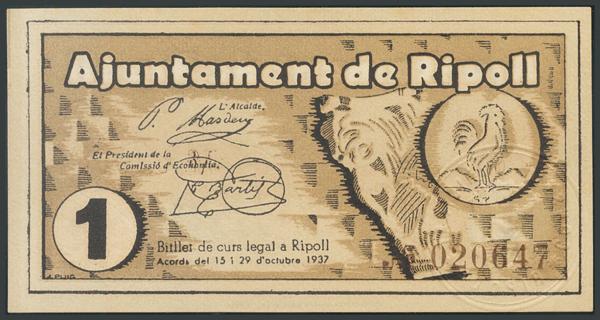 Ajuntament de Ripoll
L'Alcalde,
El President de la
Comissió d'Economia,
1
Bitllet de curs legal a Ripoll
Acords del 15 i 29 d'octubre 1937
A. PUIG
020647